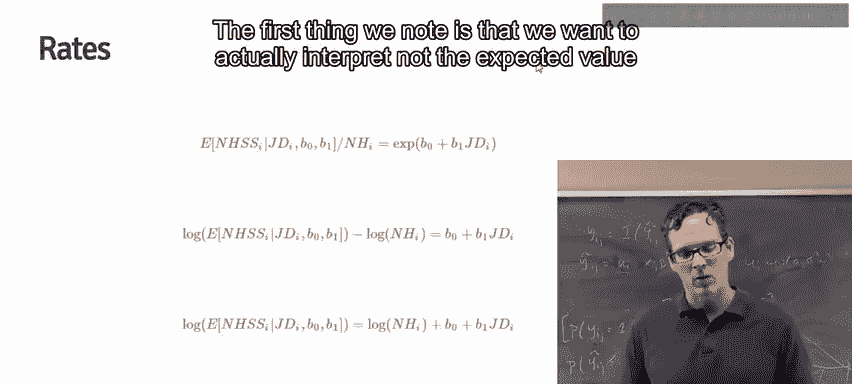 The first thing we note is that we want to
actually interpret not the expected value
Rates
E[NHSS_i|JD_i, b_0, b_1]/NH_i = exp(b_0 + b_1JD_i)
log(E[NHSS_i|JD_i, b_0, b_1]) − log(NH_i) = b_0 + b_1JD_i
log(E[NHSS_i|JD_i, b_0, b_1]) = log(NH_i) + b_0 + b_1JD_i